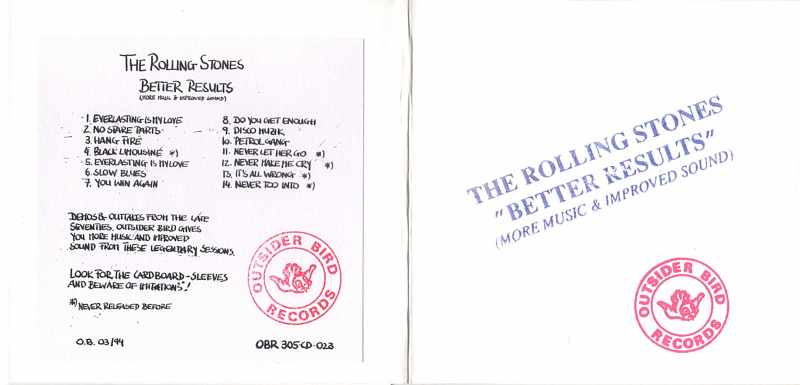 THE ROLLING STONES
BETTER RESULTS
(MORE MUSIC & IMPROVED SOUND)
1. EVERLASTING IS MY LOVE
2. NO SPARE PARTS
3. HANG FIRE
4. BLACK LIMOUSINE *)
5. EVERLASTING IS MY LOVE
6. SLOW BLUES
7. YOU WIN AGAIN
8. DO YOU GET ENOUGH
9. DISCO MUZIK
10. PETROL GANG
11. NEVER LET HER GO *)
12. NEVER MAKE ME CRY *)
13. IT'S ALL WRONG *)
14. NEVER TOO INTO *)
DEMOS & OUTTAKES FROM THE LATE
SEVENTIES. OUTSIDER BIRD GIVES
YOU MORE MUSIC AND IMPROVED
SOUND FROM THESE LEGENDARY SESSIONS.
LOOK FOR THE CARDBOARD-SLEEVES
AND BEWARE OF IMITATIONS"!
*) NEVER RELEASED BEFORE
O.B. 03/94
OBR 305 CD-023
OUTSIDER BIRD
RECORDS
THE ROLLING STONES
"BETTER RESULTS"
(MORE MUSIC & IMPROVED SOUND)
OUTSIDER BIRD
RECORDS